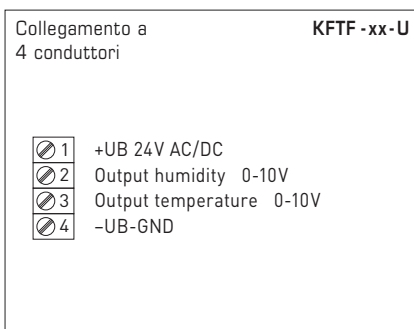 Collegamento a KFTF-xx-U
4 conduttori
1 +UB 24V AC/DC
2 Output humidity 0-10V
3 Output temperature 0-10V
4 –UB-GND